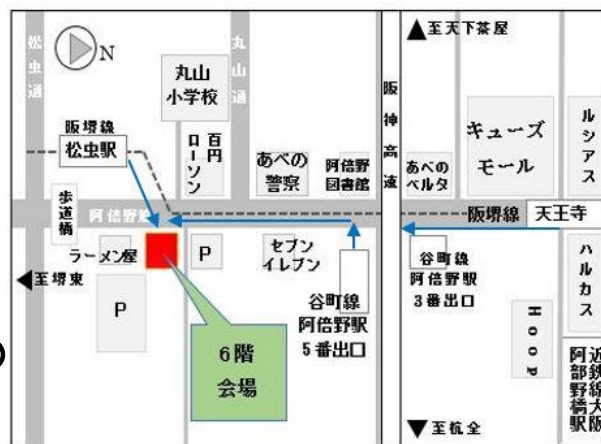 松虫通
N
丸山
小学校
丸山通
阪神高速
▲至天下茶屋
キューズ
モール
ルシアス
阪堺線
松虫駅
百円
ローソン
あべの
警察
阿倍野
図書館
あべの
ベルタ
歩道橋
阿倍野筋
阪堺線
天王寺
ラーメン屋
P
セブン
イレブン
谷町線
阿倍野駅
5番出口
谷町線
阿倍野駅
3番出口
ハルカス
◀至堺東
P
6階
会場
Hoop
近鉄線大阪
阿部野橋駅
▼至杭全